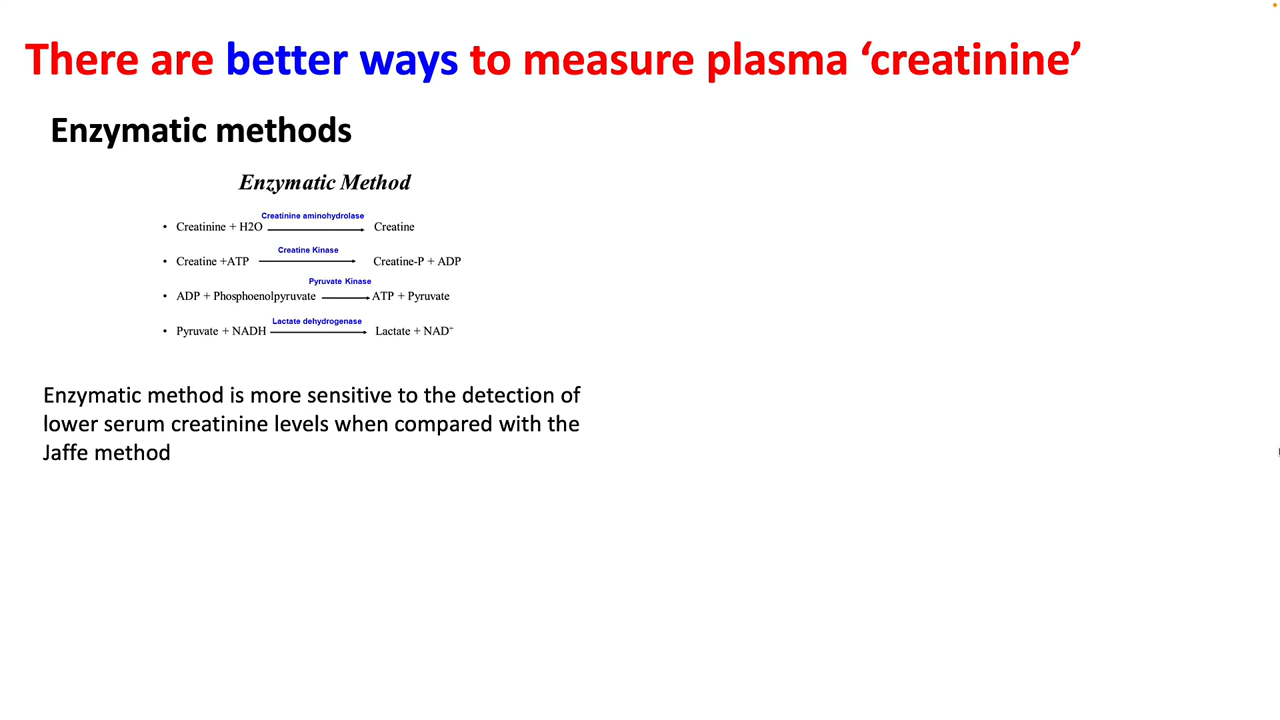 There are better ways to measure plasma ‘creatinine’
Enzymatic methods
Enzymatic Method
Creatinine aminohydrolase
• Creatinine + H2O Creatine
Creatine Kinase
• Creatine +ATP Creatine-P + ADP
Pyruvate Kinase
• ADP + Phosphoenolpyruvate ATP + Pyruvate
Lactate dehydrogenase
• Pyruvate + NADH Lactate + NAD⁺
Enzymatic method is more sensitive to the detection of
lower serum creatinine levels when compared with the
Jaffe method